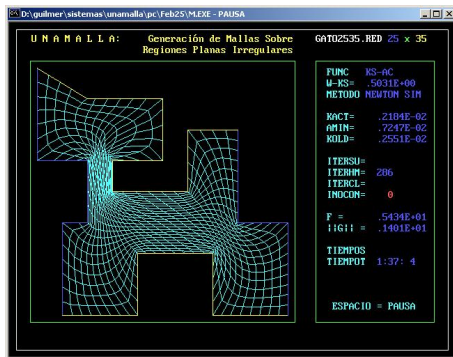 D:\guilmer\sistemas\unamalla\pc\Feb25\M.EXE - PAUSA
U N A M A L L A: Generación de Mallas Sobre
Regiones Planas Irregulares
GATO2535.RED 25 x 35
FUNC KS-AC
W-KS= .5031E+00
METODO NEWTON SIM
KACT= .2184E-02
AMIN= .7247E-02
KOLD= .2551E-02
ITERSU=
ITERHM= 286
ITERCL=
INOCON= 0
F = .5434E+01
||G|| = .1401E+01
TIEMPOS
TIEMPOT 1:37: 4
ESPACIO = PAUSA